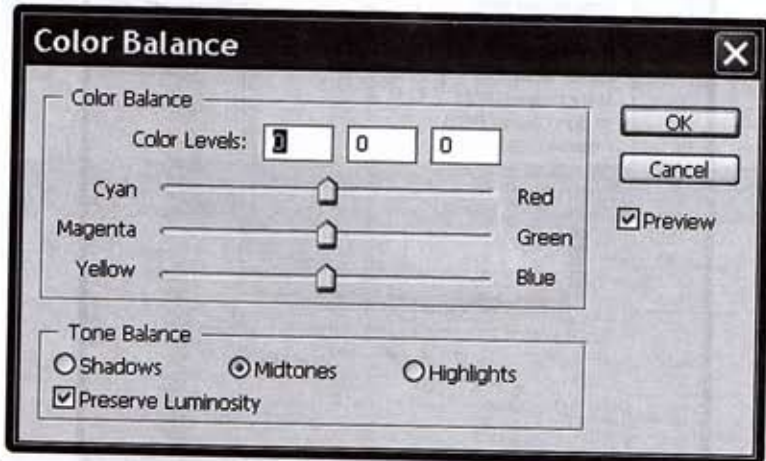 Color Balance
Color Balance
Color Levels: 0 0 0
OK
Cancel
Cyan Red
Preview
Magenta Green
Yellow Blue
Tone Balance
Shadows Midtones Highlights
Preserve Luminosity